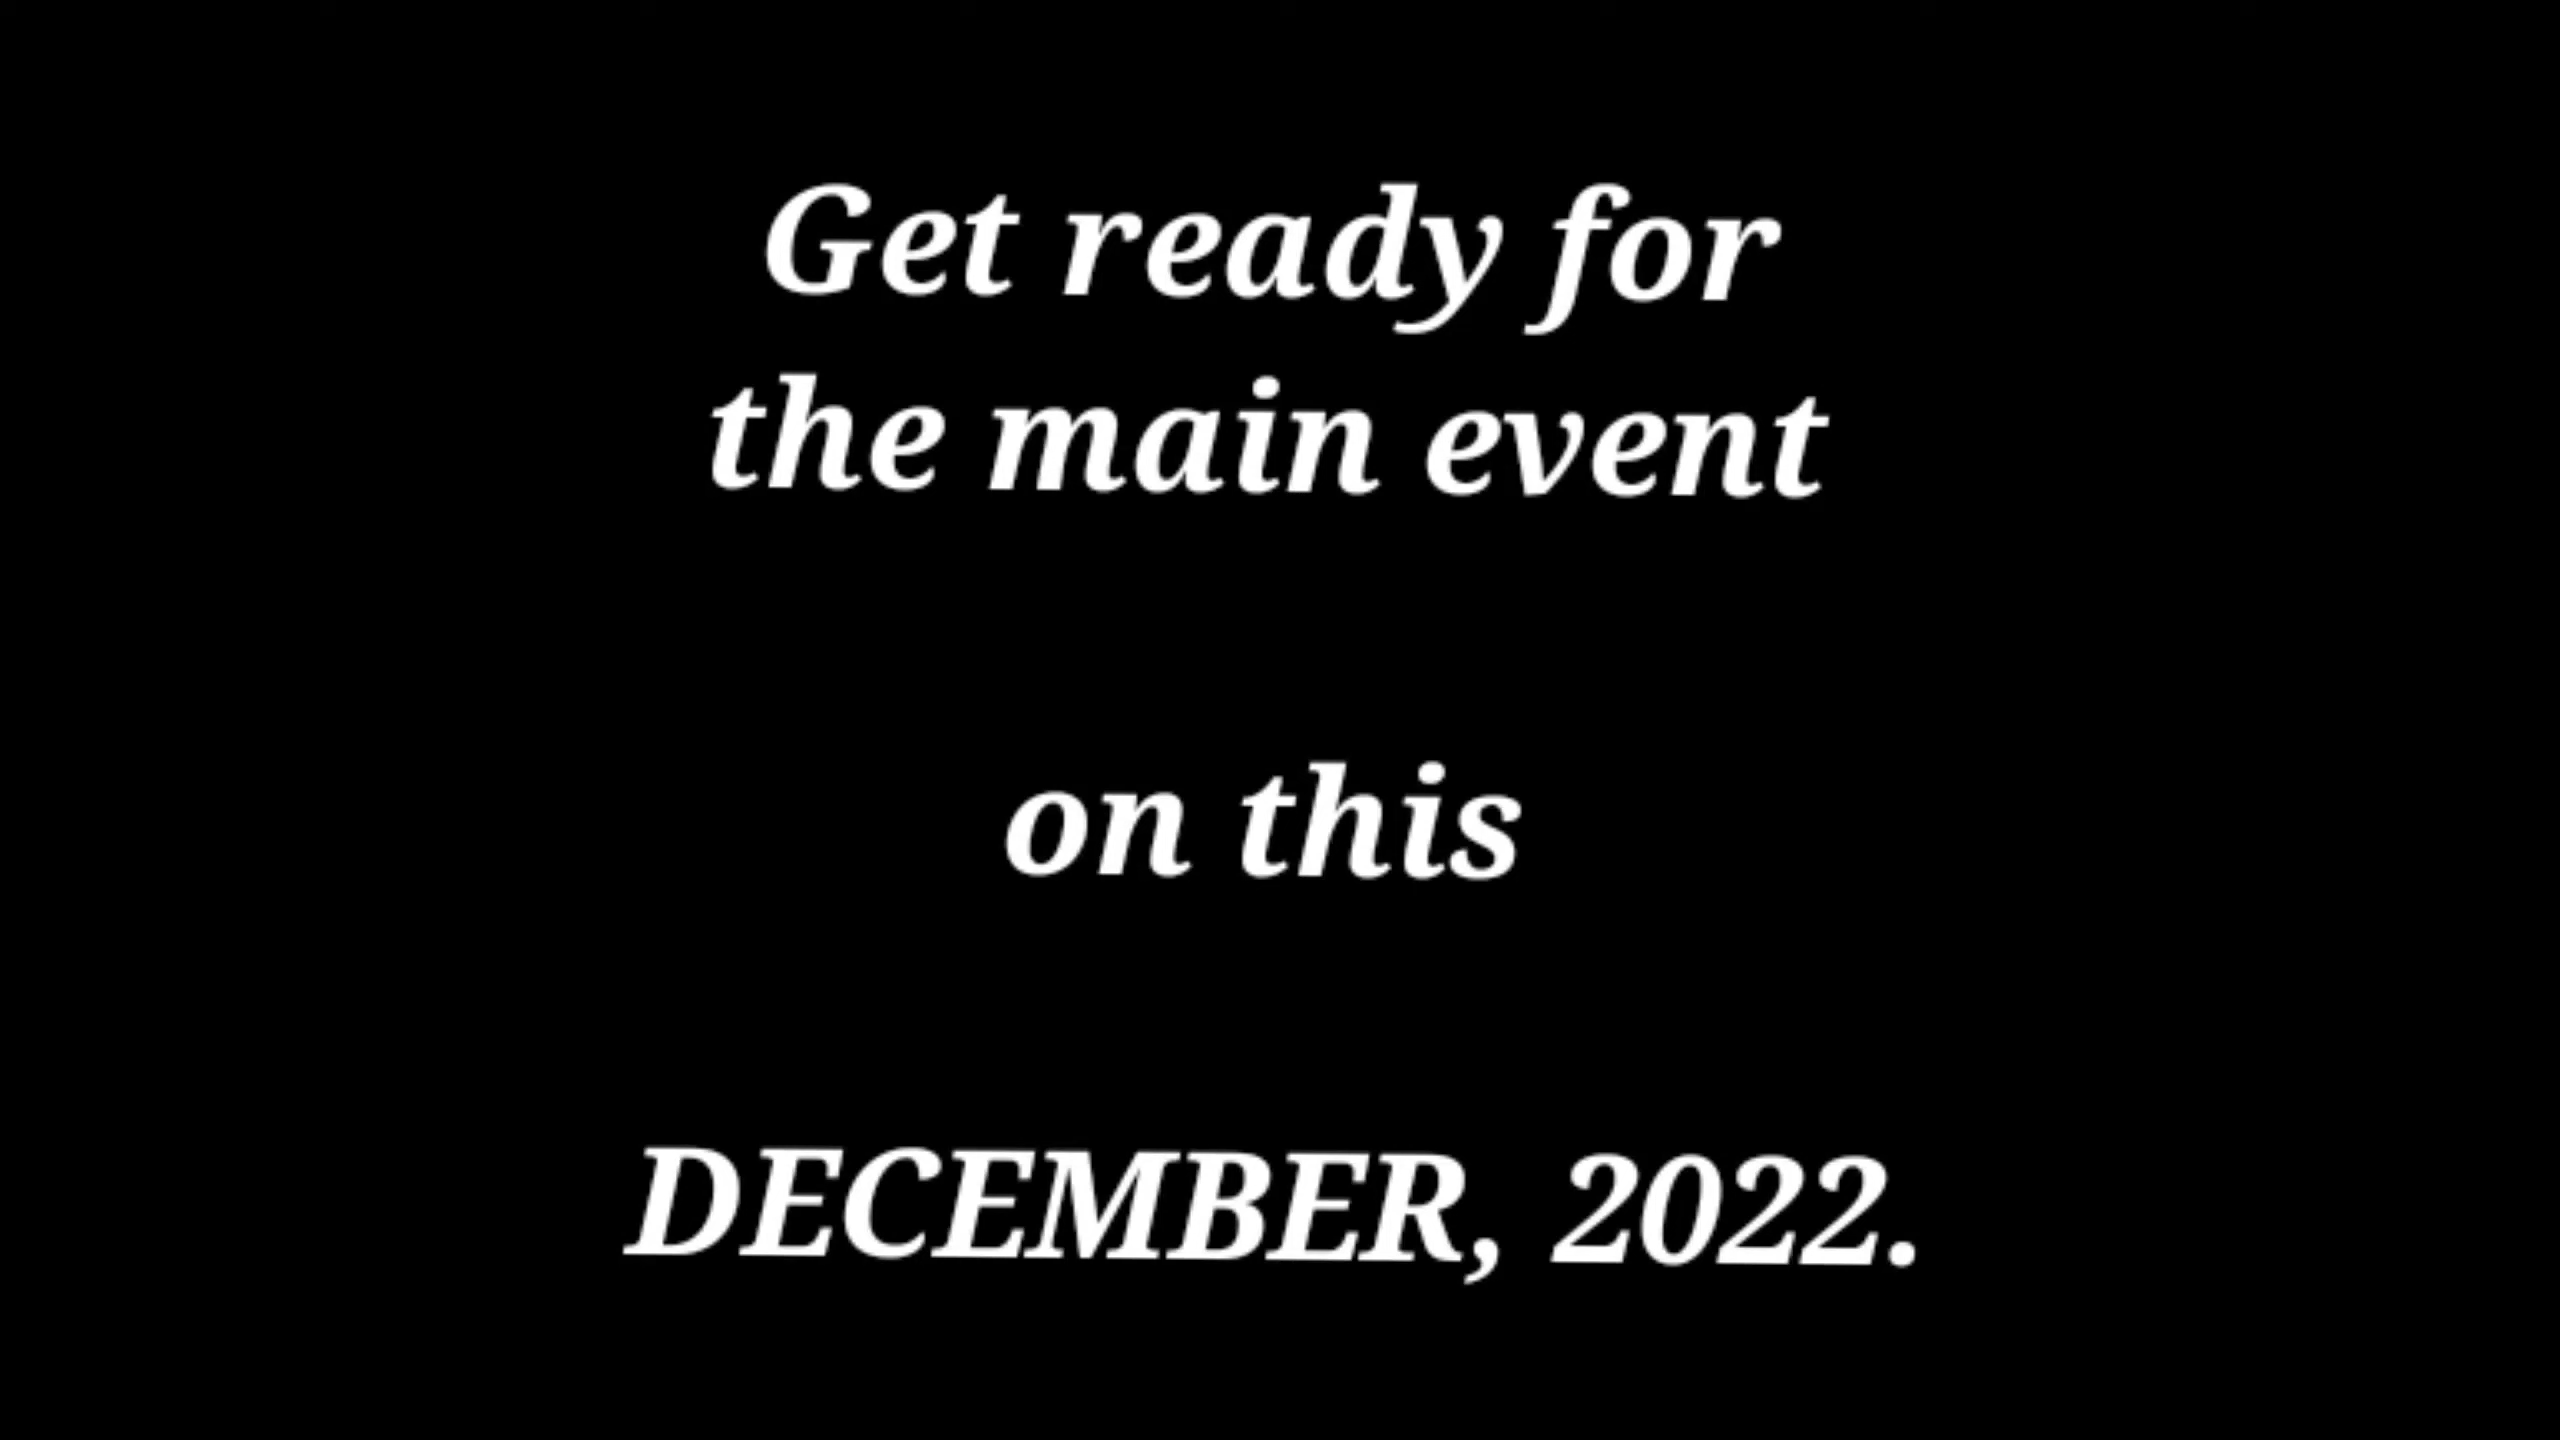 Get ready for
the main event
on this
DECEMBER, 2022.